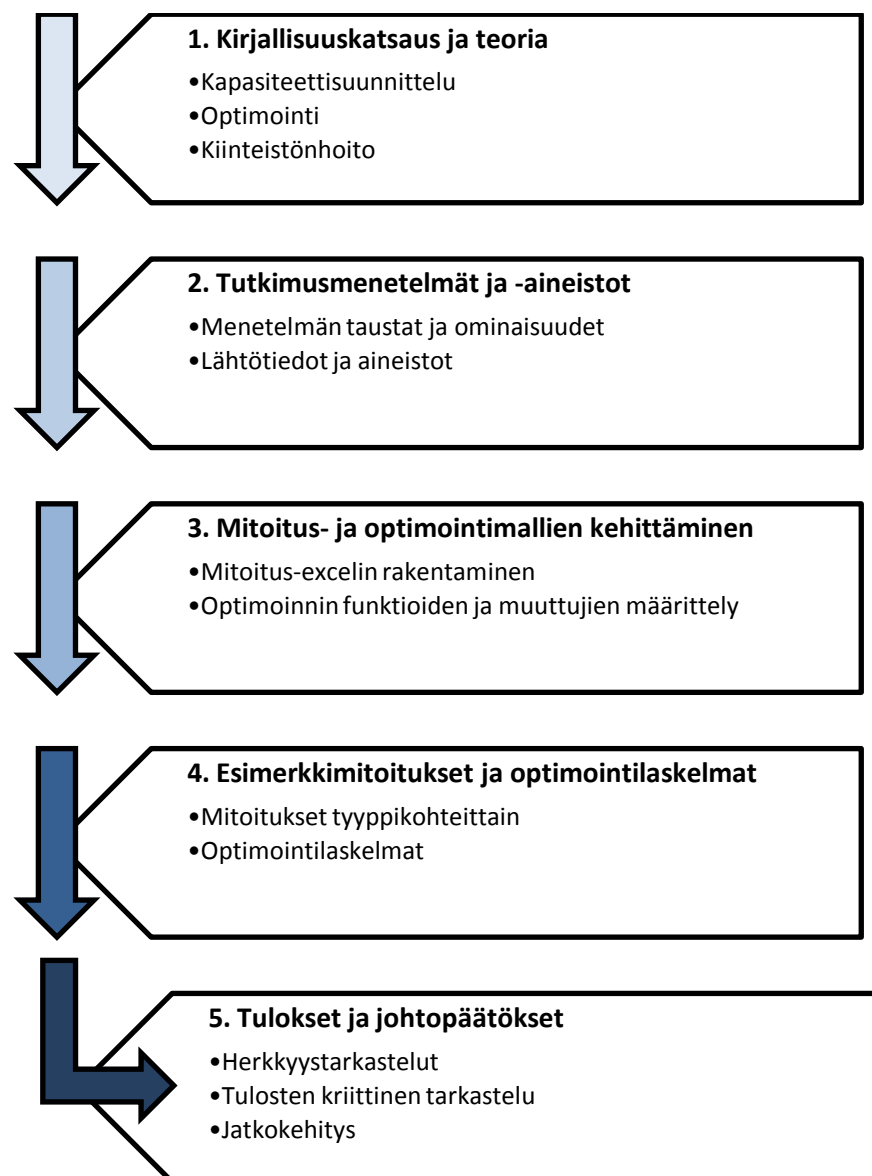 1. Kirjallisuuskatsaus ja teoria
•Kapasiteettisuunnittelu
•Optimointi
•Kiinteistönhoito
2. Tutkimusmenetelmät ja -aineistot
•Menetelmän taustat ja ominaisuudet
•Lähtötiedot ja aineistot
3. Mitoitus- ja optimointimallien kehittäminen
•Mitoitus-excelin rakentaminen
•Optimoinnin funktioiden ja muuttujien määrittely
4. Esimerkkimitoitukset ja optimointilaskelmat
•Mitoitukset tyyppikohteittain
•Optimointilaskelmat
5. Tulokset ja johtopäätökset
•Herkkyystarkastelut
•Tulosten kriittinen tarkastelu
•Jatkokehitys